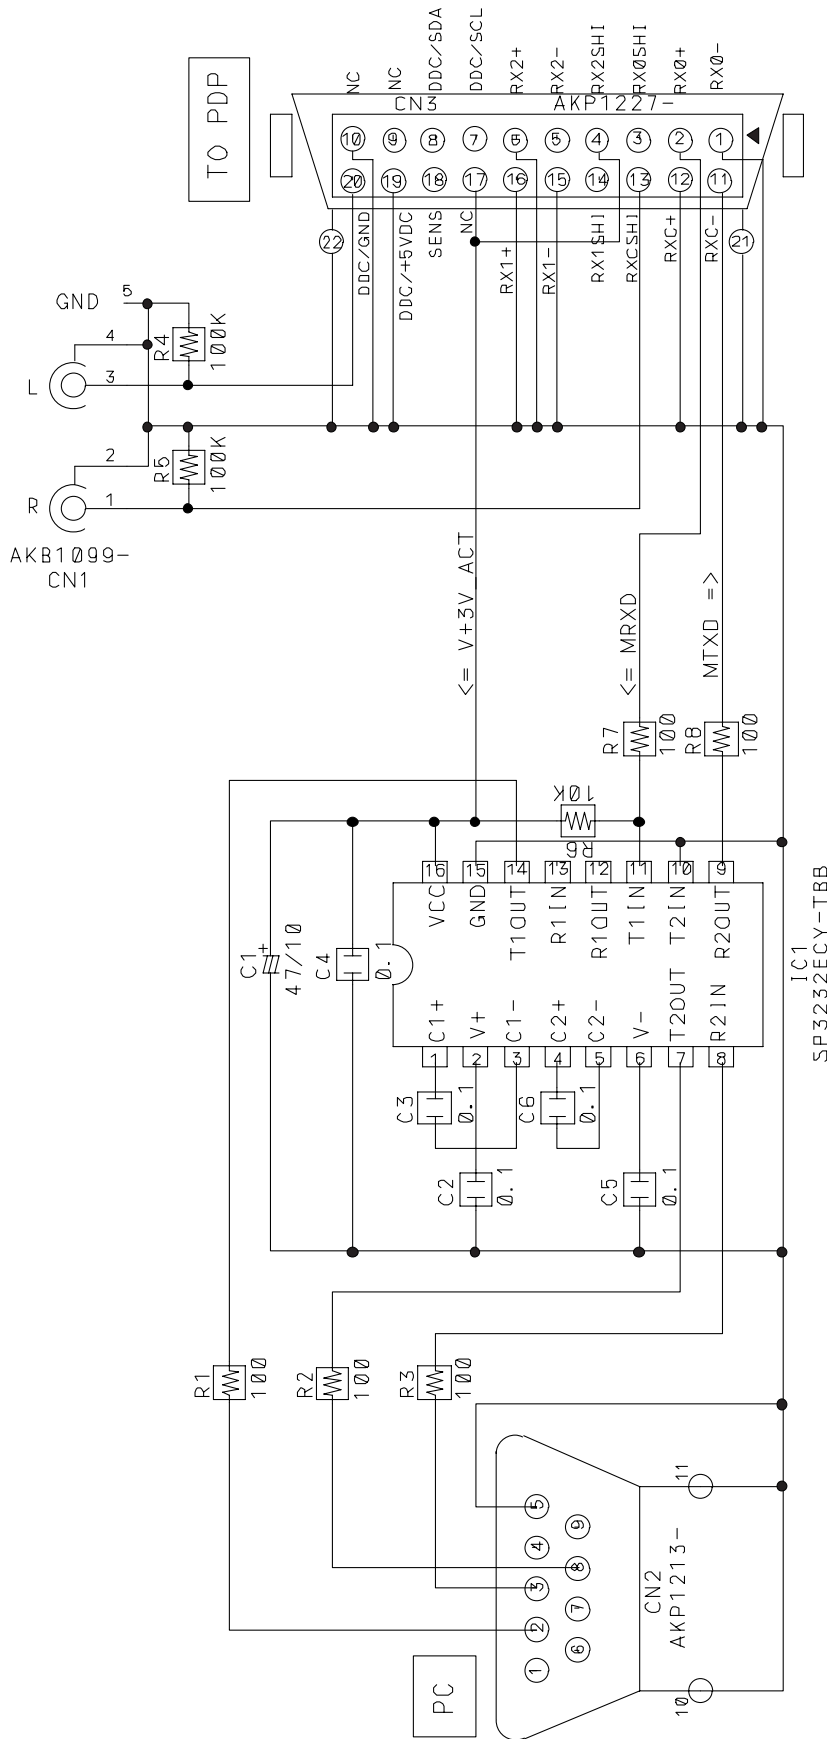 TO PDP
NC
NC
DDC/SDA
DDC/SCL
RX2+
RX2-
RX2SHI
RX0SHI
RX0+
RX0-
CN3
AKP1227-
10 9 8 7 6 5 4 3 2 1
20 19 18 17 16 15 14 13 12 11
22
21
DDC/GND
DDC/+5VDC
SENS
NC
RX1+
RX1-
RX1SHI
RXCSHI
RXC+
RXC-
GND
5
4
L
3
R4
100K
2
R5
100K
R
1
AKB1099-
CN1
<= V+3V ACT
<= MRXD
MTXD =>
R7
100
R8
100
10K
R6
16 15 14 13 12 11 10 9
VCC
GND
T1OUT
R1IN
R1OUT
T1IN
T2IN
R2OUT
C1
+
47/10
C4
0.1
IC1
SP3232ECY-TBB
C1+
V+
C1-
C2+
C2-
V-
T2OUT
R2IN
1 2 3 4 5 6 7 8
C3
0.1
C6
0.1
C2
0.1
C5
0.1
R1
100
R2
100
R3
100
5
9
4
8
3
7
2
6
1
11
10
CN2
AKP1213-
PC